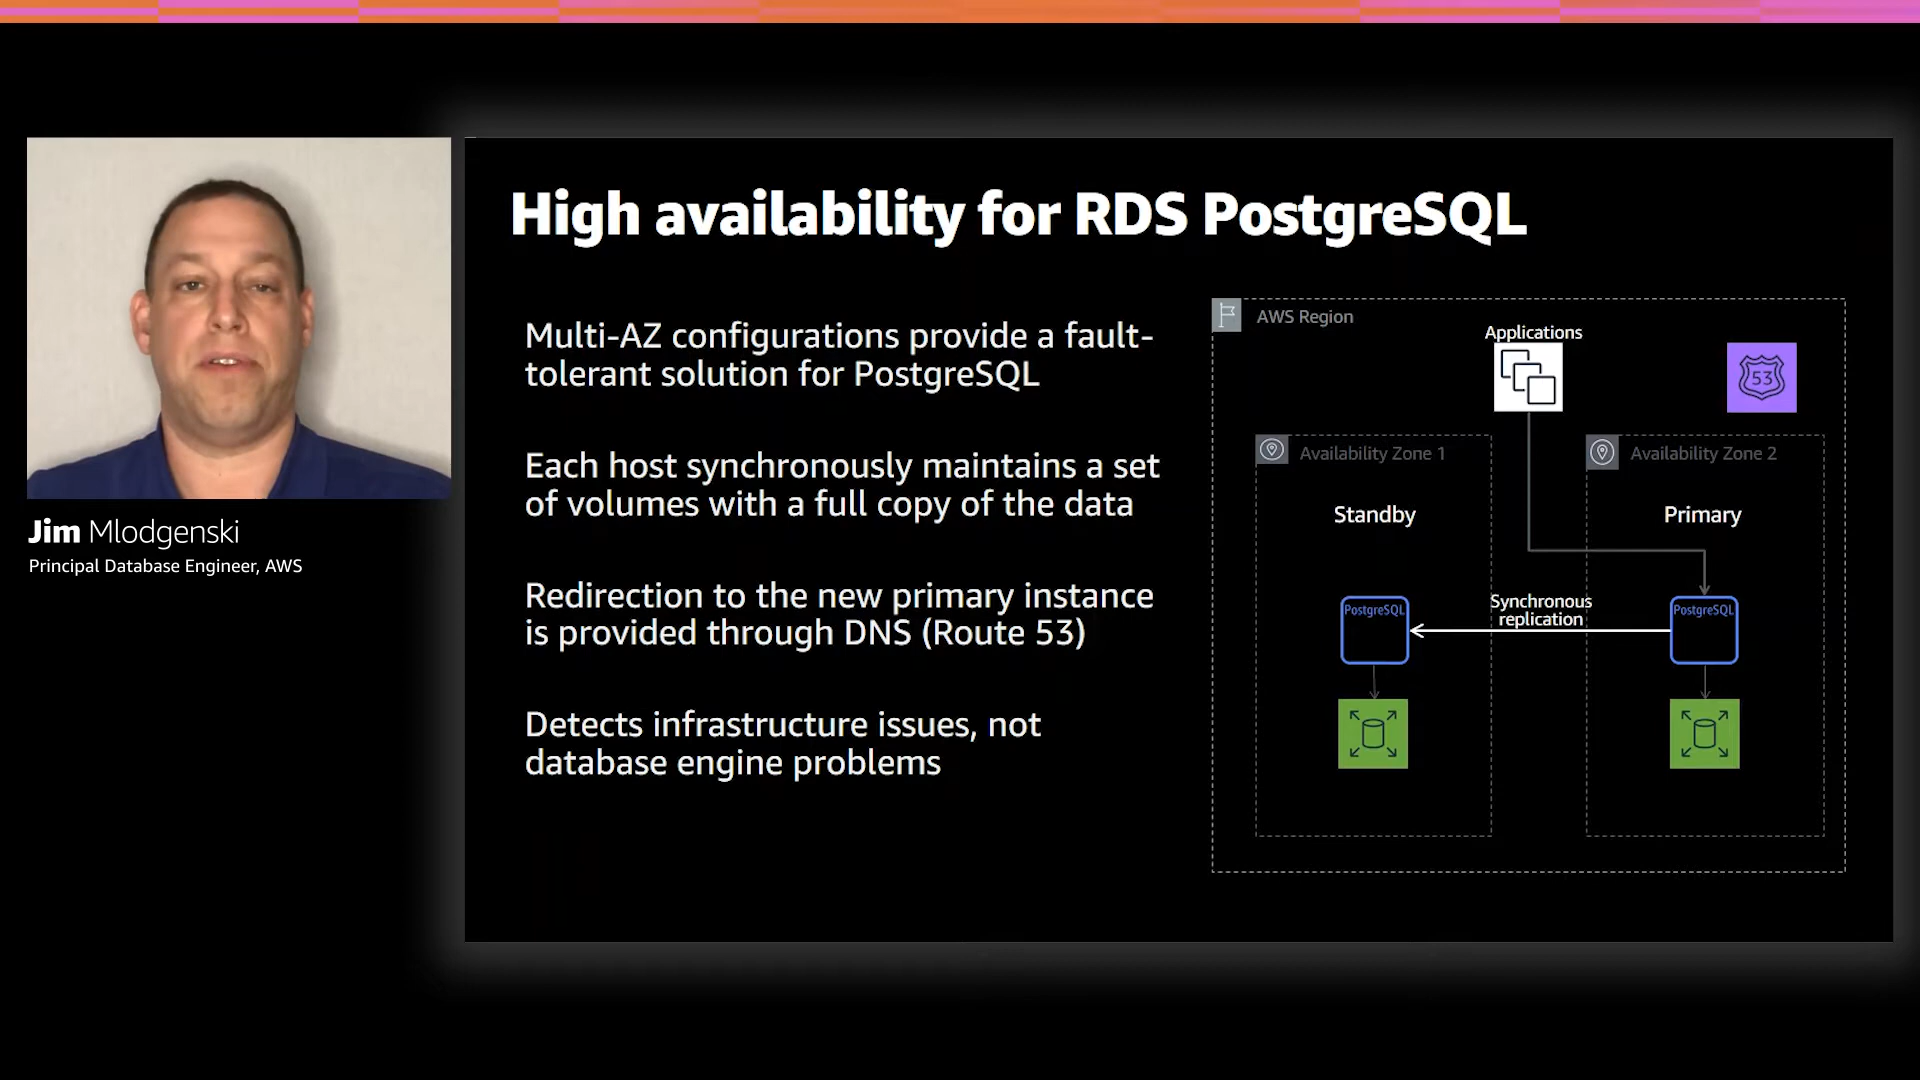 High availability for RDS PostgreSQL
Jim Mlodgenski
Principal Database Engineer, AWS
Multi-AZ configurations provide a fault-
tolerant solution for PostgreSQL
Each host synchronously maintains a set
of volumes with a full copy of the data
Redirection to the new primary instance
is provided through DNS (Route 53)
Detects infrastructure issues, not
database engine problems
AWS Region
Applications
53
Availability Zone 1
Availability Zone 2
Standby
Primary
PostgreSQL
Synchronous
replication
PostgreSQL